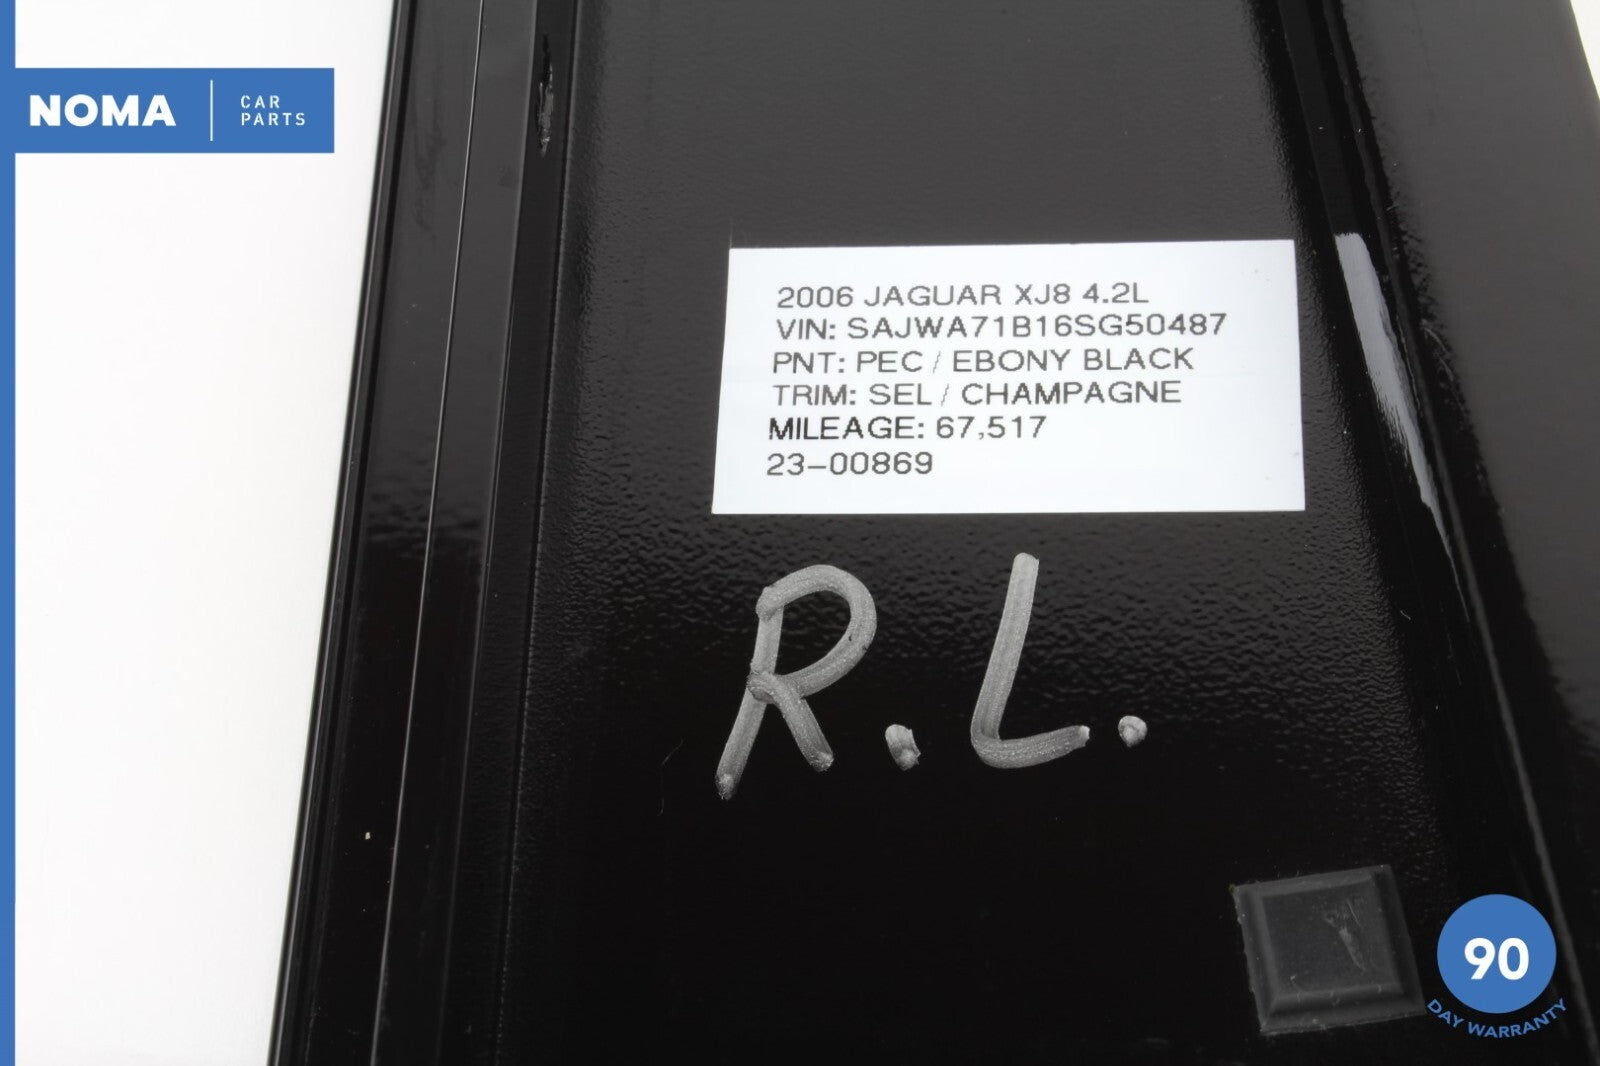 NOMA
CAR
PARTS
2006 JAGUAR XJ8 4.2L
VIN: SAJWA71B16SG50487
PNT: PEC / EBONY BLACK
TRIM: SEL / CHAMPAGNE
MILEAGE: 67,517
23-00869
R.L.
90
DAY WARRANTY